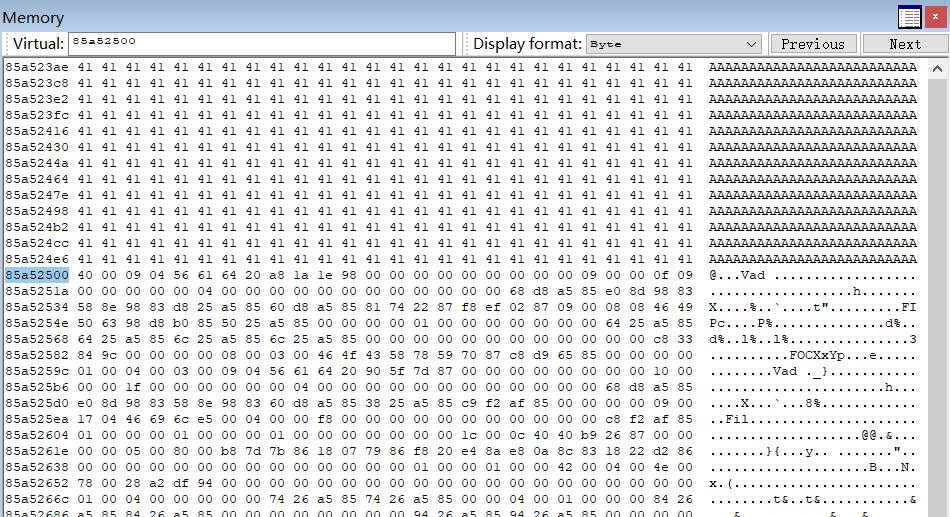 Memory
Virtual: 85a52500 Display format: Byte Previous Next
85a523ae 41 41 41 41 41 41 41 41 41 41 41 41 41 41 41 41 41 41 41 41 41 41 41 41 41 41 AAAAAAAAAAAAAAAAAAAAAAAAAA
85a523c8 41 41 41 41 41 41 41 41 41 41 41 41 41 41 41 41 41 41 41 41 41 41 41 41 41 41 AAAAAAAAAAAAAAAAAAAAAAAAAA
85a523e2 41 41 41 41 41 41 41 41 41 41 41 41 41 41 41 41 41 41 41 41 41 41 41 41 41 41 AAAAAAAAAAAAAAAAAAAAAAAAAA
85a523fc 41 41 41 41 41 41 41 41 41 41 41 41 41 41 41 41 41 41 41 41 41 41 41 41 41 41 AAAAAAAAAAAAAAAAAAAAAAAAAA
85a52416 41 41 41 41 41 41 41 41 41 41 41 41 41 41 41 41 41 41 41 41 41 41 41 41 41 41 AAAAAAAAAAAAAAAAAAAAAAAAAA
85a52430 41 41 41 41 41 41 41 41 41 41 41 41 41 41 41 41 41 41 41 41 41 41 41 41 41 41 AAAAAAAAAAAAAAAAAAAAAAAAAA
85a5244a 41 41 41 41 41 41 41 41 41 41 41 41 41 41 41 41 41 41 41 41 41 41 41 41 41 41 AAAAAAAAAAAAAAAAAAAAAAAAAA
85a52464 41 41 41 41 41 41 41 41 41 41 41 41 41 41 41 41 41 41 41 41 41 41 41 41 41 41 AAAAAAAAAAAAAAAAAAAAAAAAAA
85a5247e 41 41 41 41 41 41 41 41 41 41 41 41 41 41 41 41 41 41 41 41 41 41 41 41 41 41 AAAAAAAAAAAAAAAAAAAAAAAAAA
85a52498 41 41 41 41 41 41 41 41 41 41 41 41 41 41 41 41 41 41 41 41 41 41 41 41 41 41 AAAAAAAAAAAAAAAAAAAAAAAAAA
85a524b2 41 41 41 41 41 41 41 41 41 41 41 41 41 41 41 41 41 41 41 41 41 41 41 41 41 41 AAAAAAAAAAAAAAAAAAAAAAAAAA
85a524cc 41 41 41 41 41 41 41 41 41 41 41 41 41 41 41 41 41 41 41 41 41 41 41 41 41 41 AAAAAAAAAAAAAAAAAAAAAAAAAA
85a524e6 41 41 41 41 41 41 41 41 41 41 41 41 41 41 41 41 41 41 41 41 41 41 41 41 41 41 AAAAAAAAAAAAAAAAAAAAAAAAAA
85a52500 40 00 09 04 56 61 64 20 a8 1a 1e 98 00 00 00 00 00 00 00 00 00 09 00 00 0f 09 @...Vad ..................
85a5251a 00 00 00 00 00 04 00 00 00 00 00 00 00 00 00 00 00 00 68 d8 a5 85 e0 8d 98 83 ..................h.......
85a52534 58 8e 98 83 d8 25 a5 85 60 d8 a5 85 81 74 22 87 f8 ef 02 87 09 00 08 08 46 49 X....%..`....t".........FI
85a5254e 50 63 98 d8 b0 85 50 25 a5 85 00 00 00 00 01 00 00 00 00 00 00 00 64 25 a5 85 Pc....P%..............d%..
85a52568 64 25 a5 85 6c 25 a5 85 6c 25 a5 85 00 00 00 00 00 00 00 00 00 00 00 00 c8 33 d%..l%..l%...............3
85a52582 84 9c 00 00 00 00 08 00 03 00 46 4f 43 58 78 59 70 87 c8 d9 65 85 00 00 00 00 ..........FOCXxYp...e.....
85a5259c 01 00 04 00 03 00 09 04 56 61 64 20 90 5f 7d 87 00 00 00 00 00 00 00 00 10 00 ........Vad ._}...........
85a525b6 00 00 1f 00 00 00 00 00 00 00 00 00 00 04 00 00 00 00 00 00 00 00 68 d8 a5 85 ......................h...
85a525d0 e0 8d 98 83 58 8e 98 83 60 d8 a5 85 38 25 a5 85 c9 f2 af 85 00 00 00 00 09 00 ....X...`...8%............
85a525ea 17 04 46 69 6c e5 00 04 00 00 f8 00 00 00 00 00 00 00 00 00 00 00 c8 f2 af 85 ..Fil.....................
85a52604 01 00 00 00 01 00 00 00 01 00 00 00 00 00 00 00 1c 00 0c 40 40 b9 26 87 00 00 ...................@@.&...
85a5261e 00 00 05 00 80 00 b8 7d 7b 86 18 07 79 86 f8 20 e4 8a e8 0a 8c 83 18 22 d2 86 .......}{...y.. ......."..
85a52638 00 00 00 00 00 00 00 00 00 00 00 00 00 00 01 00 00 01 00 00 42 00 04 00 4e 00 ....................B...N.
85a52652 78 00 28 a2 df 94 00 00 00 00 00 00 00 00 00 00 00 00 00 00 00 00 00 00 00 00 x.(.......................
85a5266c 01 00 04 00 00 00 00 00 74 26 a5 85 74 26 a5 85 00 00 04 00 01 00 00 00 84 26 ........t&..t&...........&
85a52686 a5 85 84 26 a5 85 00 00 00 00 00 00 00 00 94 26 a5 85 94 26 a5 85 00 00 00 00 ...&...........&...&......